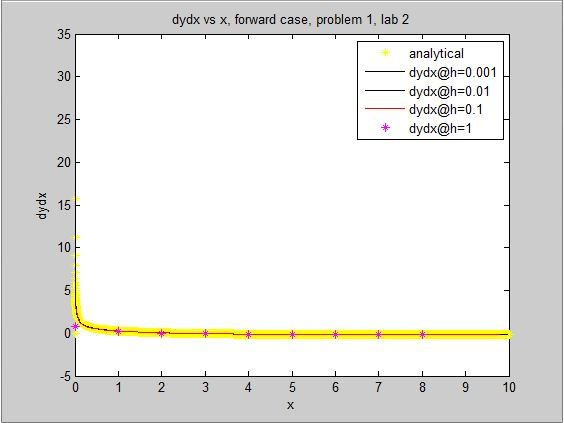 dydx vs x, forward case, problem 1, lab 2
35
30
25
20
15
10
5
0
-5
dydx
analytical
dydx@h=0.001
dydx@h=0.01
dydx@h=0.1
dydx@h=1
0 1 2 3 4 5 6 7 8 9 10
x